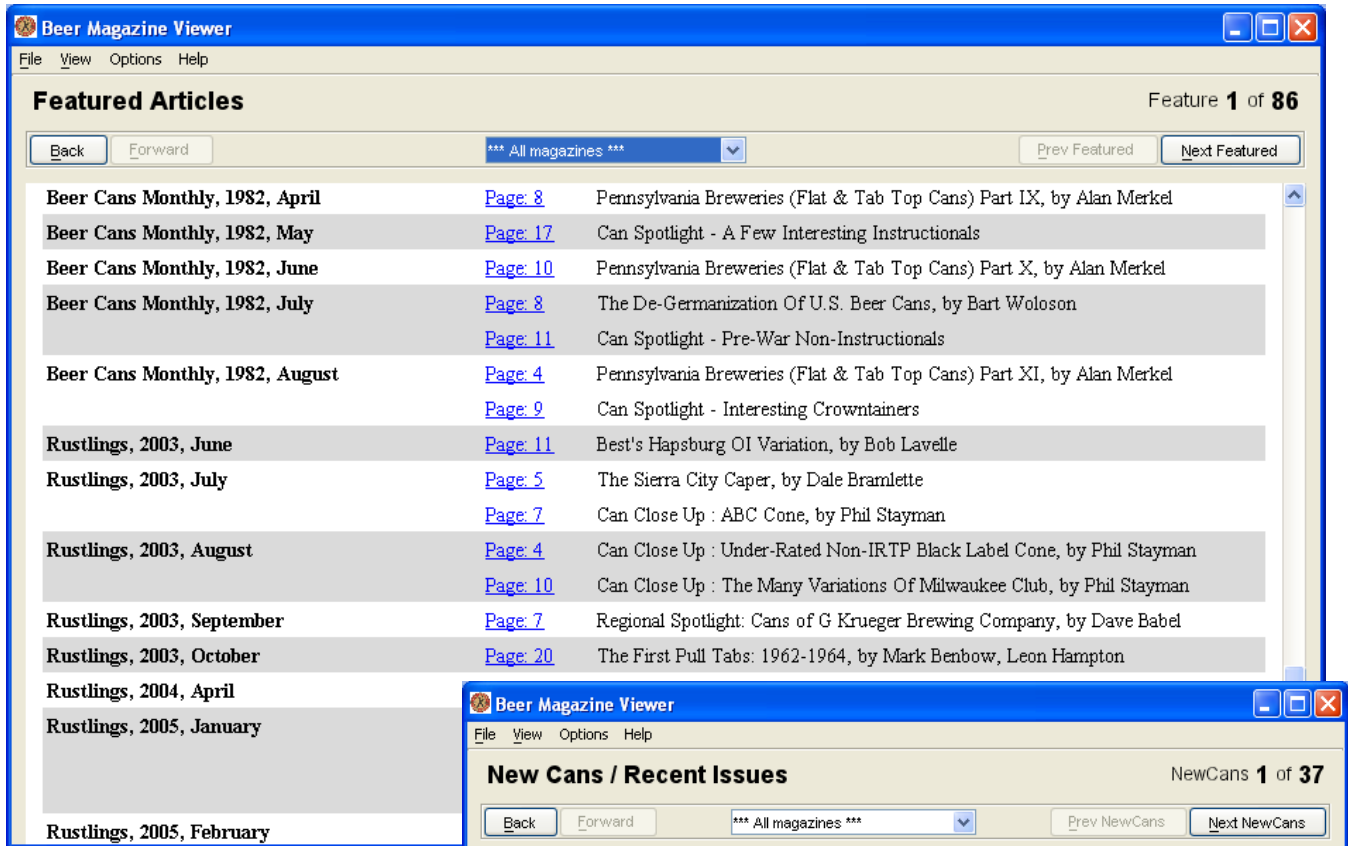 Beer Magazine Viewer
File View Options Help
Featured Articles Feature 1 of 86
Back Forward *** All magazines *** Prev Featured Next Featured
Beer Cans Monthly, 1982, April Page: 8 Pennsylvania Breweries (Flat & Tab Top Cans) Part IX, by Alan Merkel
Beer Cans Monthly, 1982, May Page: 17 Can Spotlight - A Few Interesting Instructionals
Beer Cans Monthly, 1982, June Page: 10 Pennsylvania Breweries (Flat & Tab Top Cans) Part X, by Alan Merkel
Beer Cans Monthly, 1982, July Page: 8 The De-Germanization Of U.S. Beer Cans, by Bart Woloson
Page: 11 Can Spotlight - Pre-War Non-Instructionals
Beer Cans Monthly, 1982, August Page: 4 Pennsylvania Breweries (Flat & Tab Top Cans) Part XI, by Alan Merkel
Page: 9 Can Spotlight - Interesting Crowntainers
Rustlings, 2003, June Page: 11 Best's Hapsburg OI Variation, by Bob Lavelle
Rustlings, 2003, July Page: 5 The Sierra City Caper, by Dale Bramlette
Page: 7 Can Close Up : ABC Cone, by Phil Stayman
Rustlings, 2003, August Page: 4 Can Close Up : Under-Rated Non-IRTP Black Label Cone, by Phil Stayman
Page: 10 Can Close Up : The Many Variations Of Milwaukee Club, by Phil Stayman
Rustlings, 2003, September Page: 7 Regional Spotlight: Cans of G Krueger Brewing Company, by Dave Babel
Rustlings, 2003, October Page: 20 The First Pull Tabs: 1962-1964, by Mark Benbow, Leon Hampton
Rustlings, 2004, April
Rustlings, 2005, January
Rustlings, 2005, February
Beer Magazine Viewer
File View Options Help
New Cans / Recent Issues NewCans 1 of 37
Back Forward *** All magazines *** Prev NewCans Next NewCans